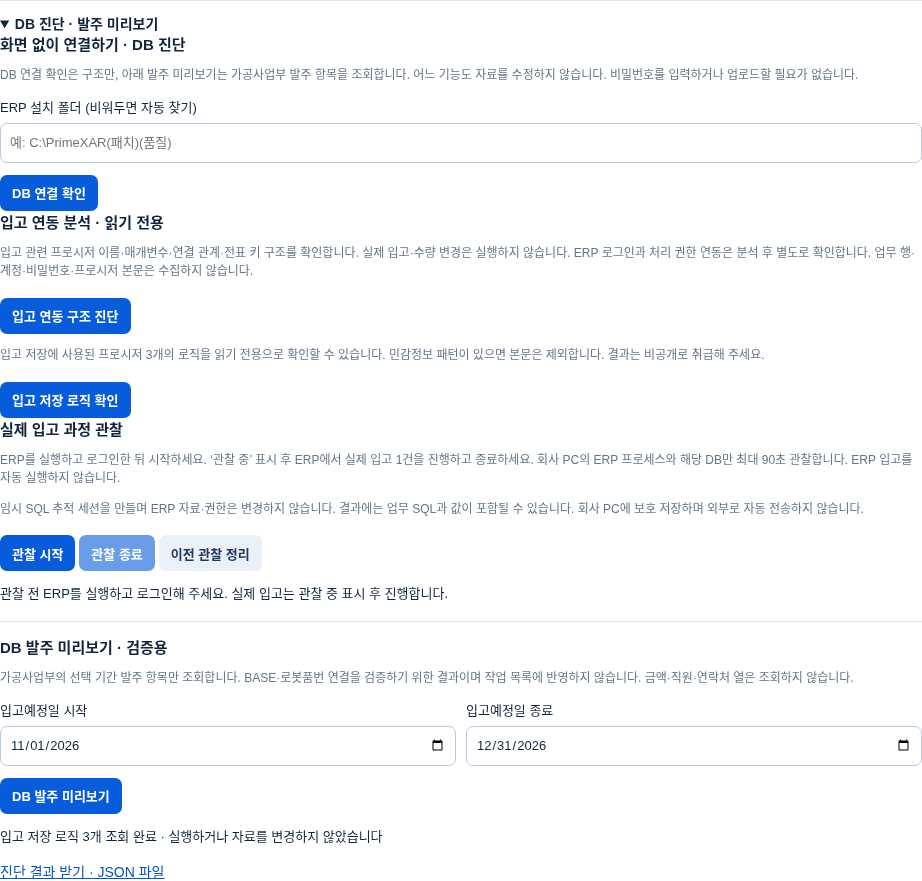 ▼ DB 진단 · 발주 미리보기
화면 없이 연결하기 · DB 진단
DB 연결 확인은 구조만, 아래 발주 미리보기는 가공사업부 발주 항목을 조회합니다. 어느 기능도 자료를 수정하지 않습니다. 비밀번호를 입력하거나 업로드할 필요가 없습니다.
ERP 설치 폴더 (비워두면 자동 찾기)
예: C:\PrimeXAR(패치)(품질)
DB 연결 확인
입고 연동 분석 · 읽기 전용
입고 관련 프로시저 이름·매개변수·연결 관계·전표 키 구조를 확인합니다. 실제 입고·수량 변경은 실행하지 않습니다. ERP 로그인과 처리 권한 연동은 분석 후 별도로 확인합니다. 업무 행·
계정·비밀번호·프로시저 본문은 수집하지 않습니다.
입고 연동 구조 진단
입고 저장에 사용된 프로시저 3개의 로직을 읽기 전용으로 확인할 수 있습니다. 민감정보 패턴이 있으면 본문은 제외합니다. 결과는 비공개로 취급해 주세요.
입고 저장 로직 확인
실제 입고 과정 관찰
ERP를 실행하고 로그인한 뒤 시작하세요. ‘관찰 중’ 표시 후 ERP에서 실제 입고 1건을 진행하고 종료하세요. 회사 PC의 ERP 프로세스와 해당 DB만 최대 90초 관찰합니다. ERP 입고를
자동 실행하지 않습니다.
임시 SQL 추적 세션을 만들며 ERP 자료·권한은 변경하지 않습니다. 결과에는 업무 SQL과 값이 포함될 수 있습니다. 회사 PC에 보호 저장하며 외부로 자동 전송하지 않습니다.
관찰 시작 관찰 종료 이전 관찰 정리
관찰 전 ERP를 실행하고 로그인해 주세요. 실제 입고는 관찰 중 표시 후 진행합니다.
DB 발주 미리보기 · 검증용
가공사업부의 선택 기간 발주 항목만 조회합니다. BASE·로봇품번 연결을 검증하기 위한 결과이며 작업 목록에 반영하지 않습니다. 금액·직원·연락처 열은 조회하지 않습니다.
입고예정일 시작 입고예정일 종료
11/01/2026 12/31/2026
DB 발주 미리보기
입고 저장 로직 3개 조회 완료 · 실행하거나 자료를 변경하지 않았습니다
진단 결과 받기 · JSON 파일